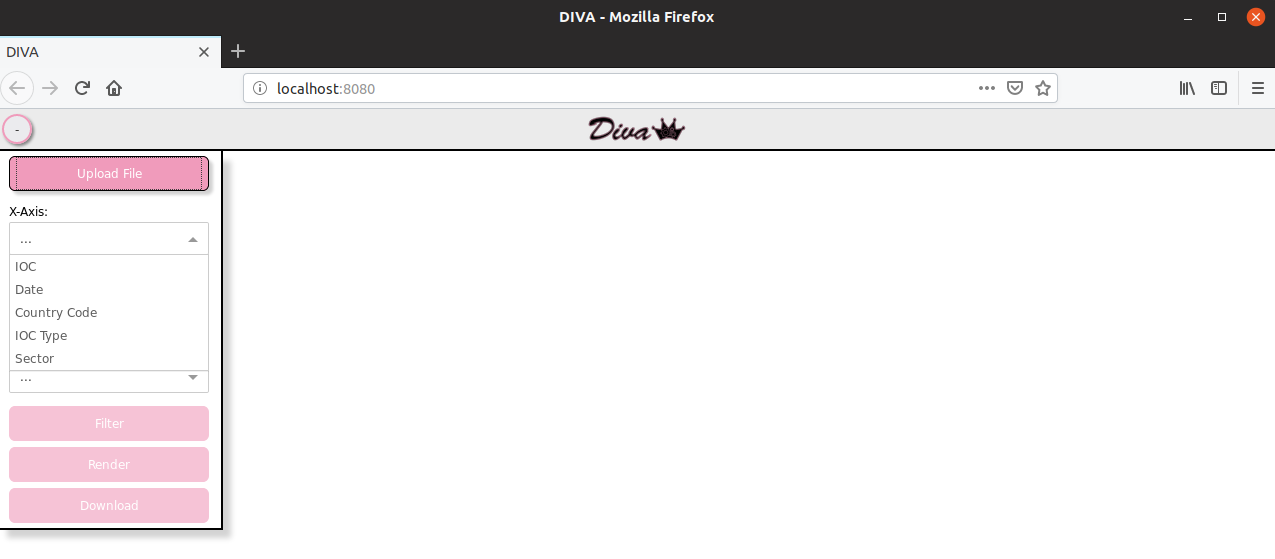 DIVA - Mozilla Firefox
DIVA
localhost:8080
-
Diva
Upload File
X-Axis:
...
IOC
Date
Country Code
IOC Type
Sector
...
Filter
Render
Download